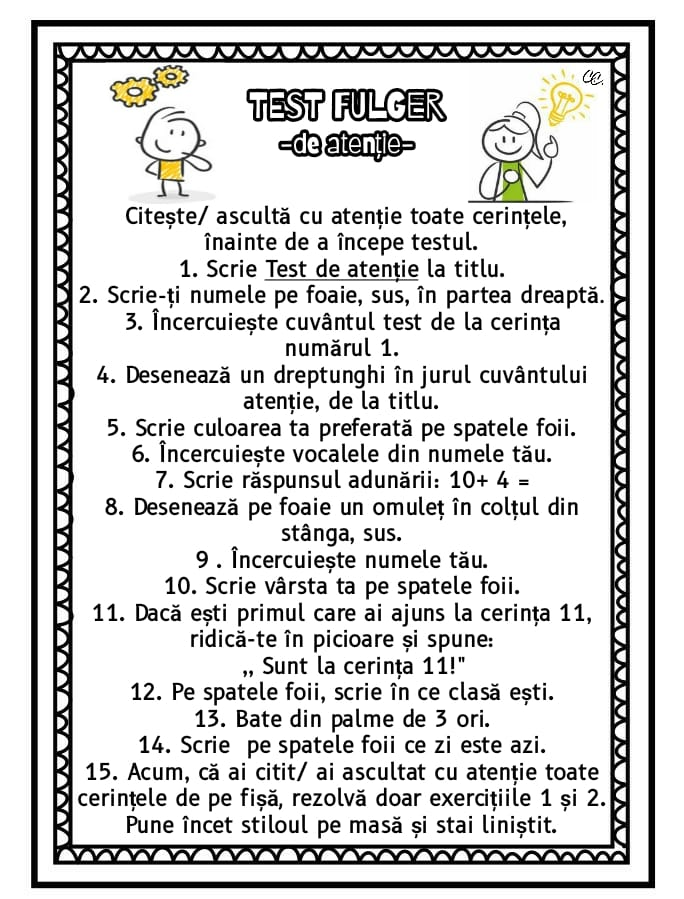 CC.
TEST FULGER
-de atenție-
Citește/ ascultă cu atenție toate cerințele,
înainte de a începe testul.
1. Scrie Test de atenție la titlu.
2. Scrie-ți numele pe foaie, sus, în partea dreaptă.
3. Încercuiește cuvântul test de la cerința
numărul 1.
4. Desenează un dreptunghi în jurul cuvântului
atenție, de la titlu.
5. Scrie culoarea ta preferată pe spatele foii.
6. Încercuiește vocalele din numele tău.
7. Scrie răspunsul adunării: 10+ 4 =
8. Desenează pe foaie un omuleț în colțul din
stânga, sus.
9 . Încercuiește numele tău.
10. Scrie vârsta ta pe spatele foii.
11. Dacă ești primul care ai ajuns la cerința 11,
ridică-te în picioare și spune:
,, Sunt la cerința 11!"
12. Pe spatele foii, scrie în ce clasă ești.
13. Bate din palme de 3 ori.
14. Scrie  pe spatele foii ce zi este azi.
15. Acum, că ai citit/ ai ascultat cu atenție toate
cerințele de pe fișă, rezolvă doar exercițiile 1 și 2.
Pune încet stiloul pe masă și stai liniștit.